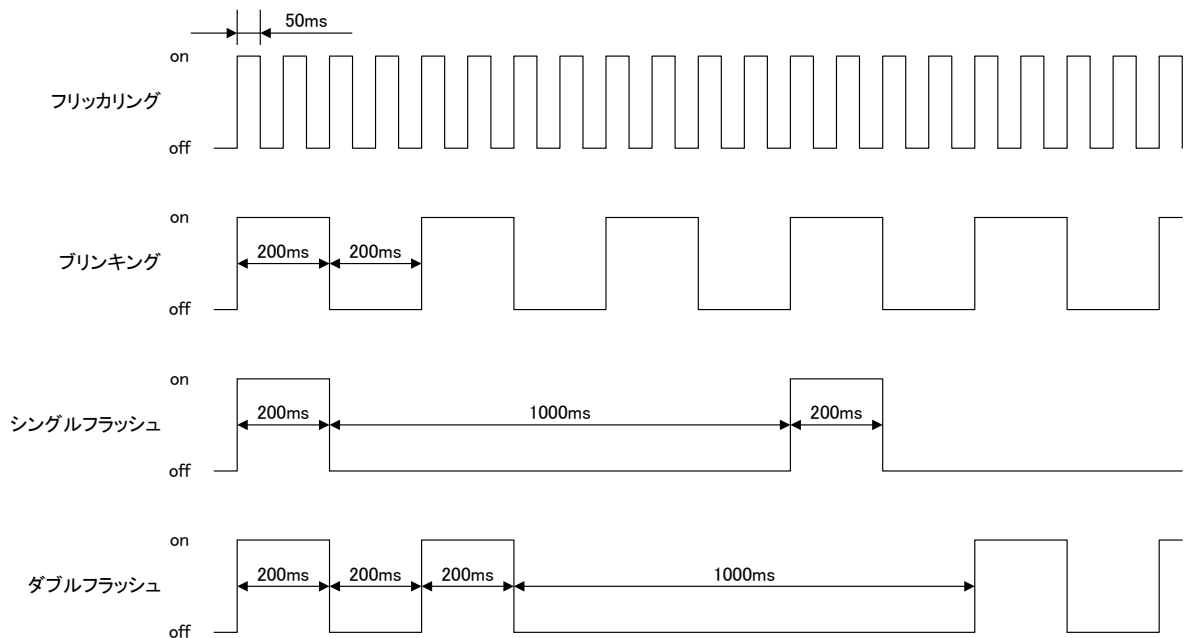 50ms
on
フリッカリング
off
on
200ms 200ms
ブリンキング
off
on
200ms 1000ms 200ms
シングルフラッシュ
off
on
200ms 200ms 200ms 1000ms
ダブルフラッシュ
off